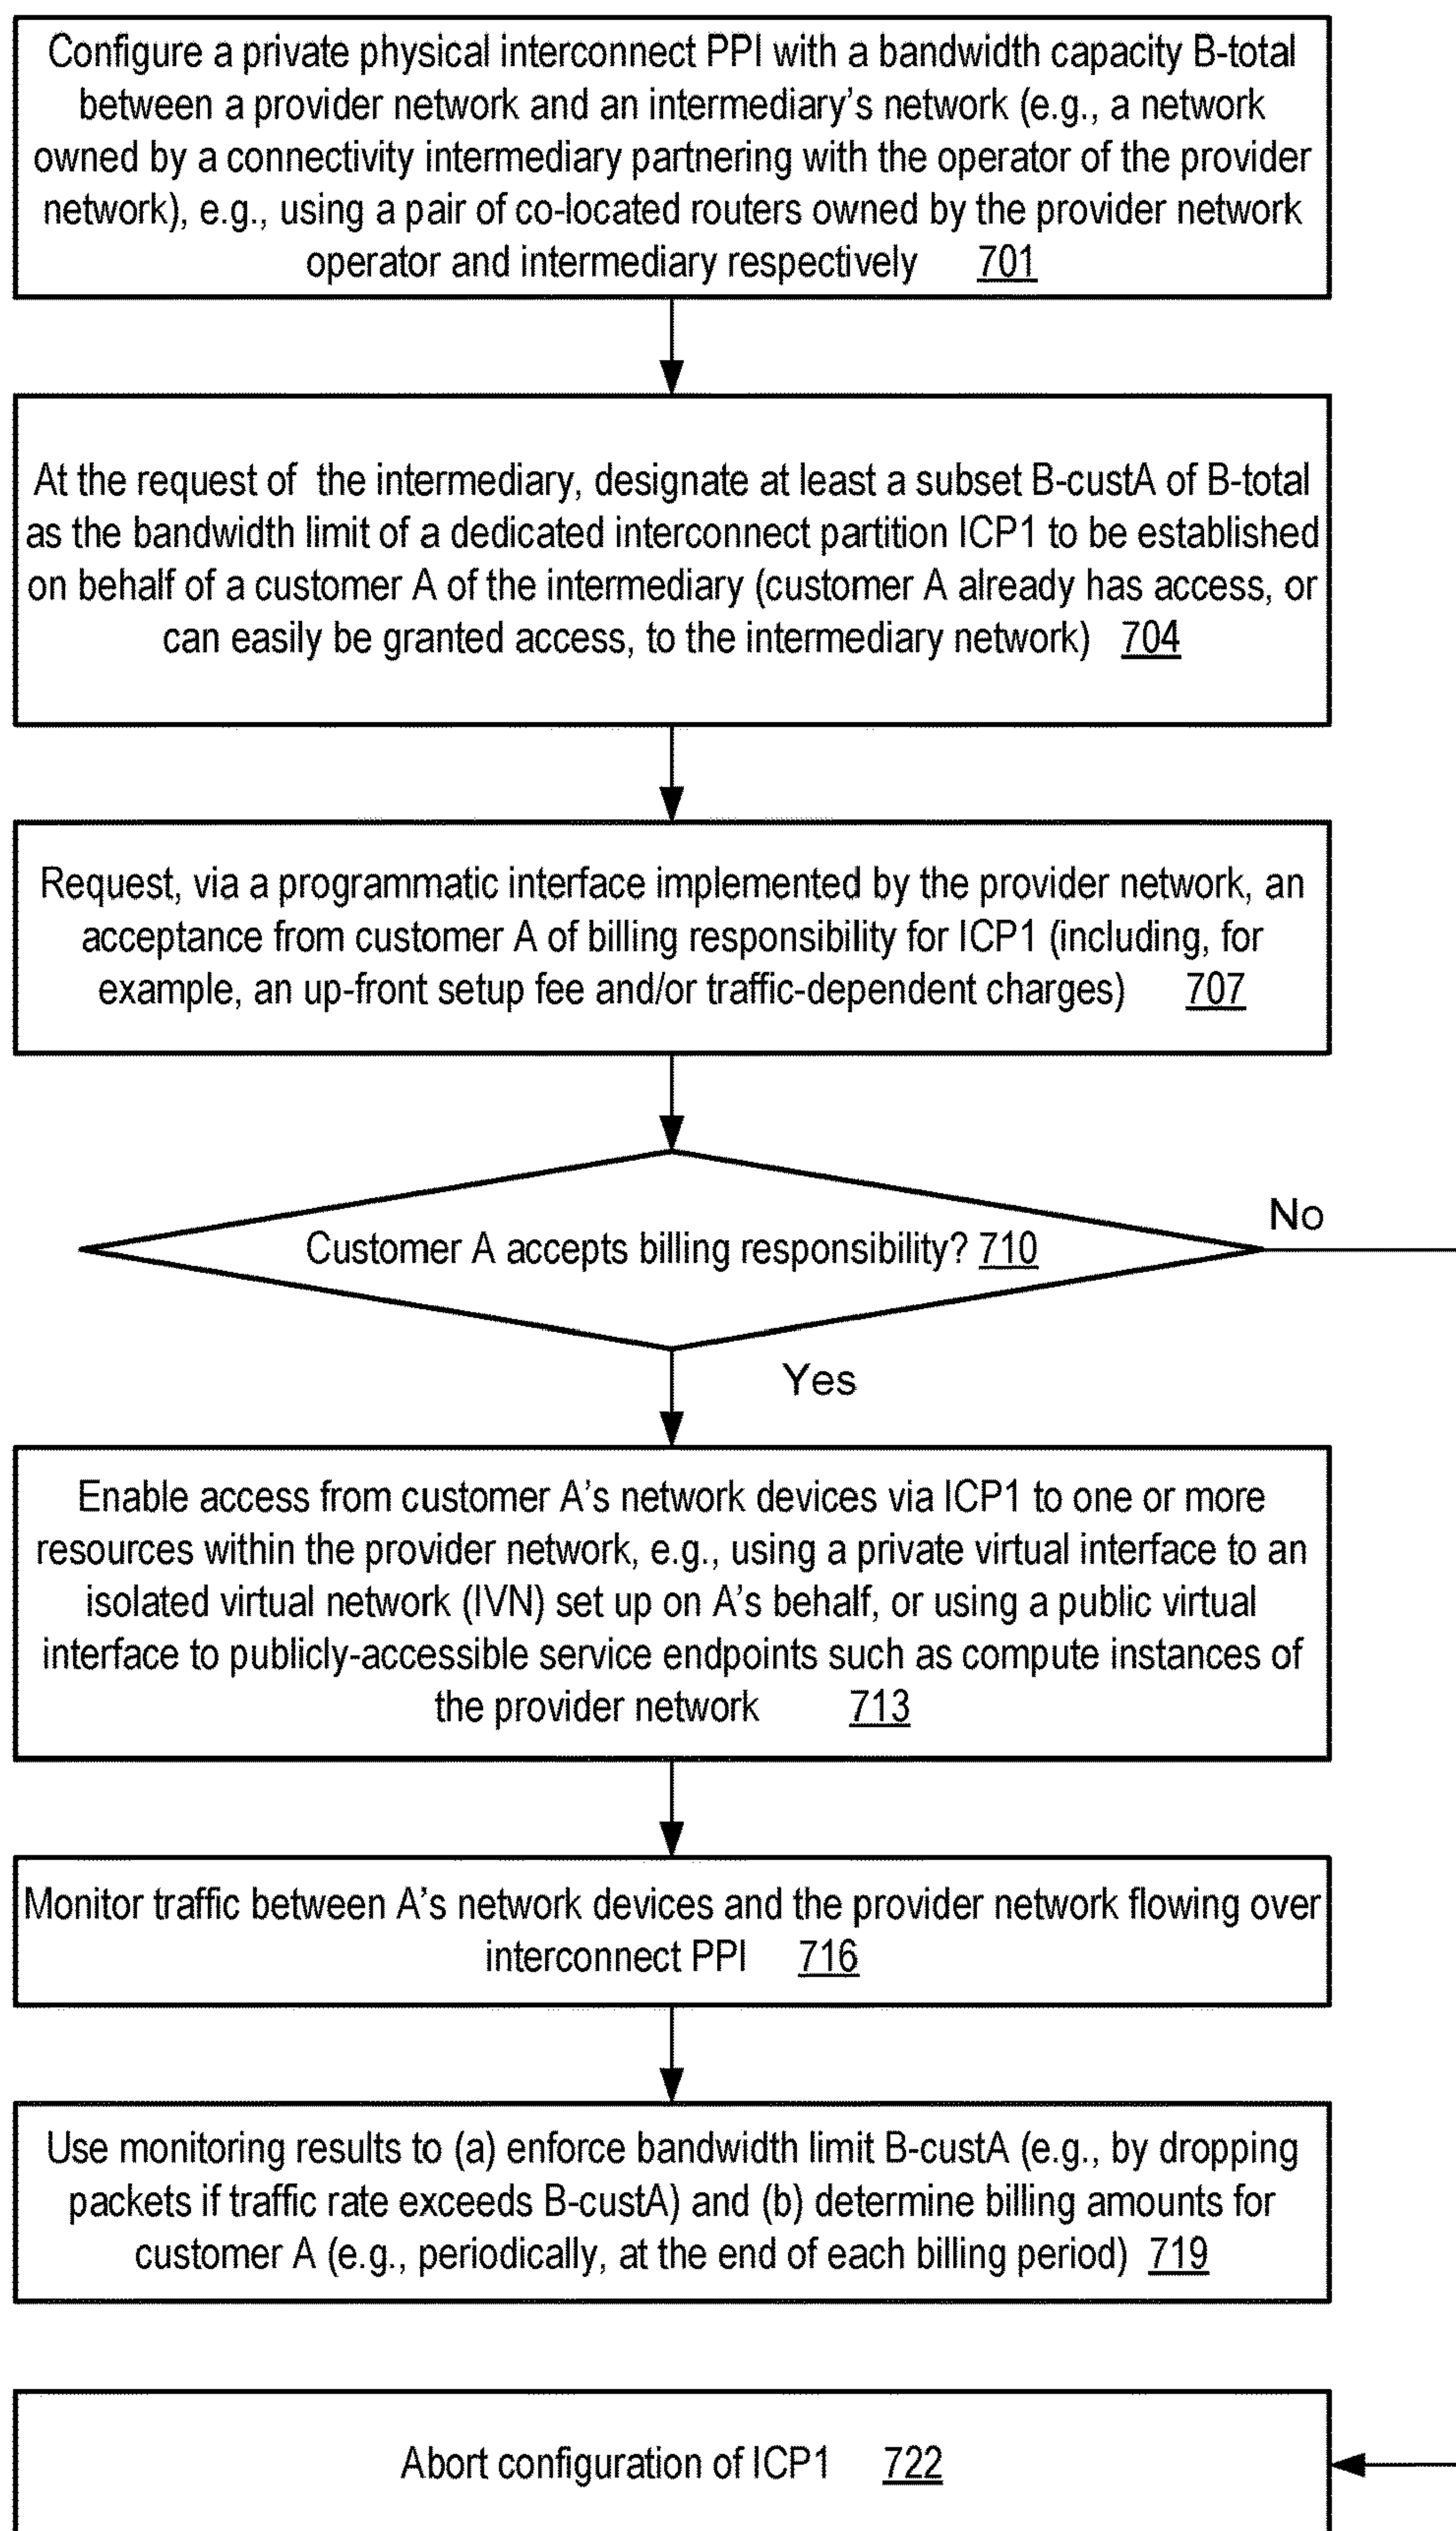 Configure a private physical interconnect PPI with a bandwidth capacity B-total
between a provider network and an intermediary's network (e.g., a network
owned by a connectivity intermediary partnering with the operator of the provider
network), e.g., using a pair of co-located routers owned by the provider network
operator and intermediary respectively 701
At the request of the intermediary, designate at least a subset B-custA of B-total
as the bandwidth limit of a dedicated interconnect partition ICP1 to be established
on behalf of a customer A of the intermediary (customer A already has access, or
can easily be granted access, to the intermediary network) 704
Request, via a programmatic interface implemented by the provider network, an
acceptance from customer A of billing responsibility for ICP1 (including, for
example, an up-front setup fee and/or traffic-dependent charges) 707
No
Customer A accepts billing responsibility? 710
Yes
Enable access from customer A's network devices via ICP1 to one or more
resources within the provider network, e.g., using a private virtual interface to an
isolated virtual network (IVN) set up on A's behalf, or using a public virtual
interface to publicly-accessible service endpoints such as compute instances of
the provider network 713
Monitor traffic between A's network devices and the provider network flowing over
interconnect PPI 716
Use monitoring results to (a) enforce bandwidth limit B-custA (e.g., by dropping
packets if traffic rate exceeds B-custA) and (b) determine billing amounts for
customer A (e.g., periodically, at the end of each billing period) 719
Abort configuration of ICP1 722